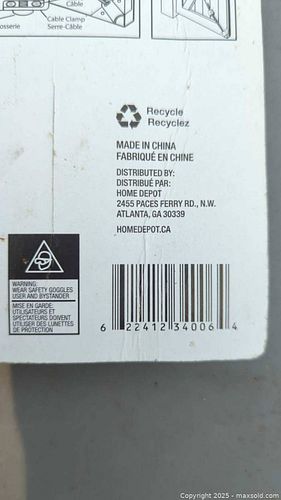 Câble
Cable Clamp
Serre-Câble
Recycle
Recyclez
MADE IN CHINA
FABRIQUÉ EN CHINE
DISTRIBUTED BY:
DISTRIBUÉ PAR:
HOME DEPOT
2455 PACES FERRY RD., N.W.
ATLANTA, GA 30339
HOMEDEPOT.CA
WARNING:
WEAR SAFETY GOGGLES
USER AND BYSTANDER
MISE EN GARDE:
UTILISATEURS ET
SPECTATEURS DOIVENT
UTILISER DES LUNETTES
DE PROTECTION
6 22412 34006 4
Copyright © 2025 - maxsold.com